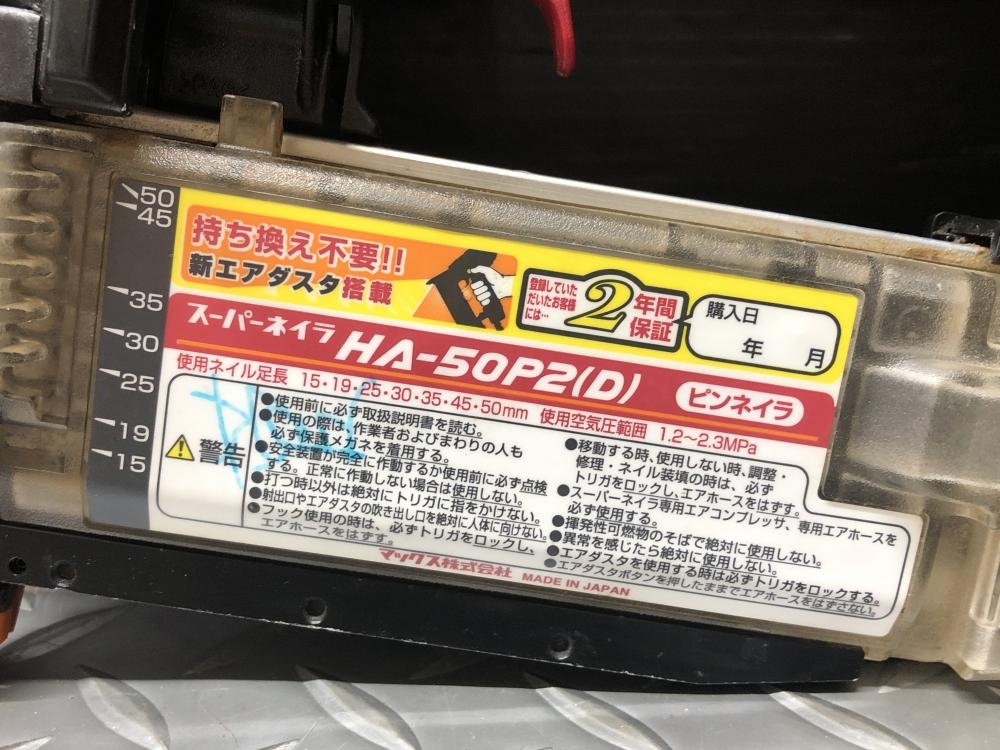 50
45
35
30
25
19
15
持ち換え不要!!
新エアダスタ搭載
登録していた
だいたお客様
には…
2年間
保証
購入日
年 月
スーパーネイラ HA-50P2(D) ピンネイラ
使用ネイル足長 15・19・25・30・35・45・50mm 使用空気圧範囲 1.2~2.3MPa
警告
●使用前に必ず取扱説明書を読む。
●使用の際は、作業者およびまわりの人も
必ず保護メガネを着用する。
●安全装置が完全に作動するか使用前に必ず点検
する。正常に作動しない場合は使用しない。
●打つ時以外は絶対にトリガに指をかけない。
●射出口やエアダスタの吹き出し口を絶対に人体に向けない。
●フック使用の時は、必ずトリガをロックし、
エアホースをはずす。
●移動する時、使用しない時、調整・
修理・ネイル装填の時は、必ず
トリガをロックし、エアホースをはずす。
●スーパーネイラ専用エアコンプレッサ、専用エアホースを
必ず使用する。
●揮発性可燃物のそばで絶対に使用しない。
●異常を感じたら絶対に使用しない。
●エアダスタを使用する時は必ずトリガをロックする。
●エアダスタボタンを押したままでエアホースをはずさない。
マックス株式会社 MADE IN JAPAN